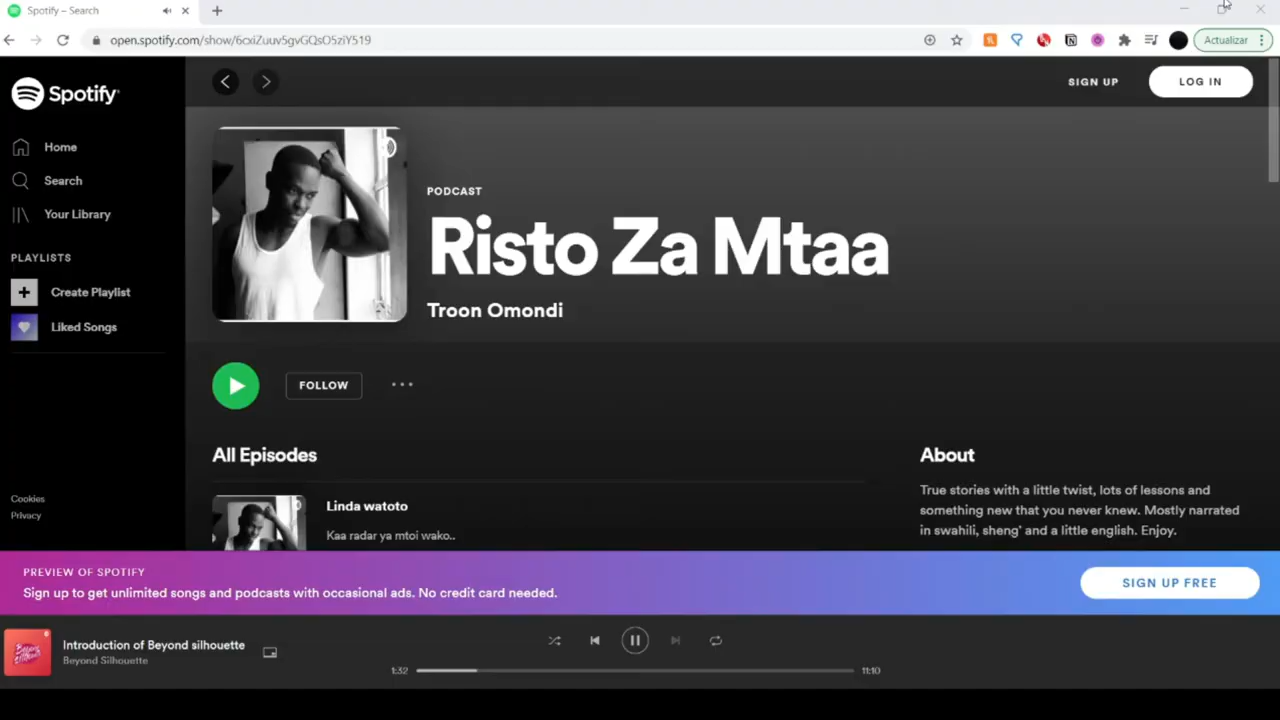 Spotify – Search
open.spotify.com/show/6cxiZuuv5gvGQsO5ziY519
Actualizar
Spotify
SIGN UP
LOG IN
Home
Search
Your Library
PLAYLISTS
Create Playlist
Liked Songs
Cookies
Privacy
PODCAST
Risto Za Mtaa
Troon Omondi
FOLLOW
All Episodes
Linda watoto
Kaa radar ya mtoi wako..
About
True stories with a little twist, lots of lessons and
something new that you never knew. Mostly narrated
in swahili, sheng' and a little english. Enjoy.
PREVIEW OF SPOTIFY
Sign up to get unlimited songs and podcasts with occasional ads. No credit card needed.
SIGN UP FREE
Introduction of Beyond silhouette
Beyond Silhouette
1:32
11:10